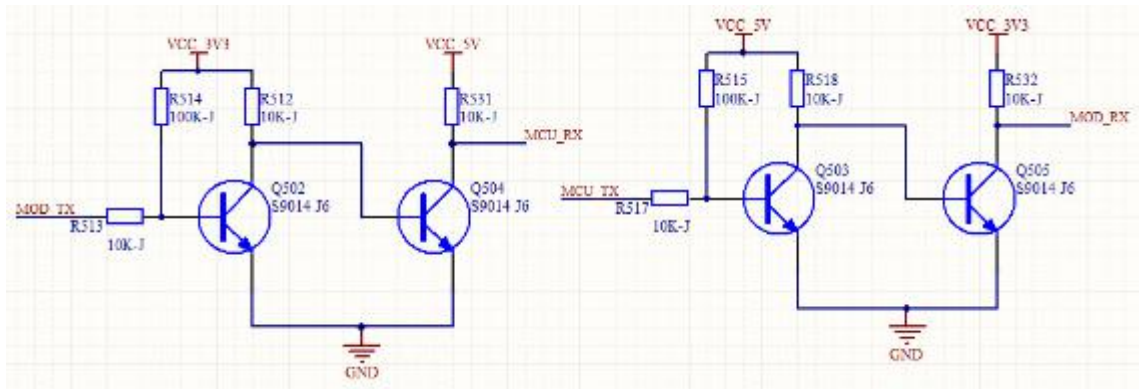 VCC_3V3
R514
100K-J
R512
10K-J
VCC_5V
R531
10K-J
MCU_RX
Q502
S9014 J6
Q504
S9014 J6
MOD_TX
R513
10K-J
GND
VCC_5V
R515
100K-J
R518
10K-J
VCC_3V3
R532
10K-J
MOD_RX
Q503
S9014 J6
Q505
S9014 J6
MCU_TX
R517
10K-J
GND